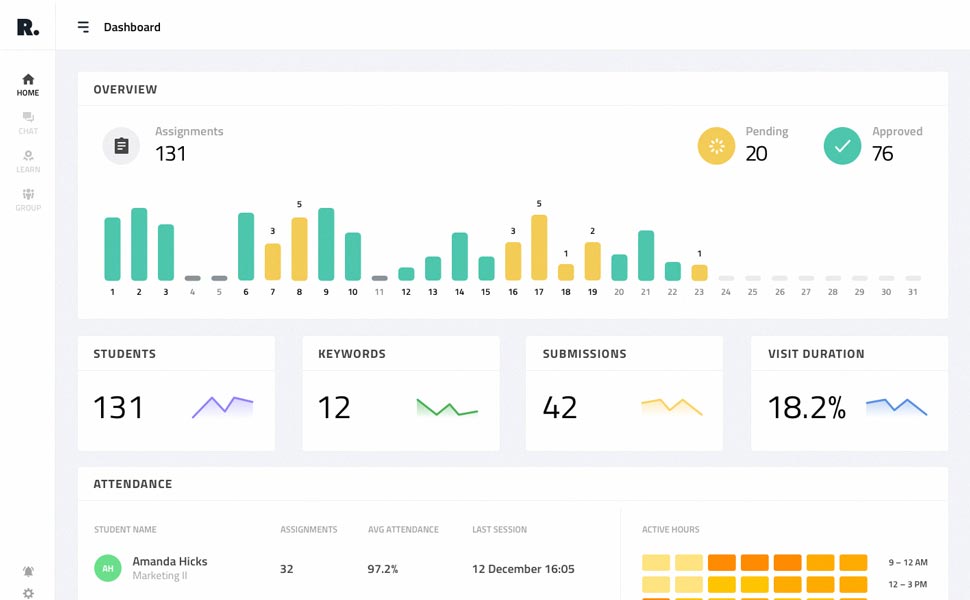 R.
Dashboard
HOME
CHAT
LEARN
GROUP
OVERVIEW
Assignments
131
Pending
20
Approved
76
3 5 3 5 1 2 1
1 2 3 4 5 6 7 8 9 10 11 12 13 14 15 16 17 18 19 20 21 22 23 24 25 26 27 28 29 30 31
STUDENTS
131
KEYWORDS
12
SUBMISSIONS
42
VISIT DURATION
18.2%
ATTENDANCE
STUDENT NAME ASSIGNMENTS AVG ATTENDANCE LAST SESSION
AH Amanda Hicks 32 97.2% 12 December 16:05
Marketing II
ACTIVE HOURS
9 – 12 AM
12 – 3 PM